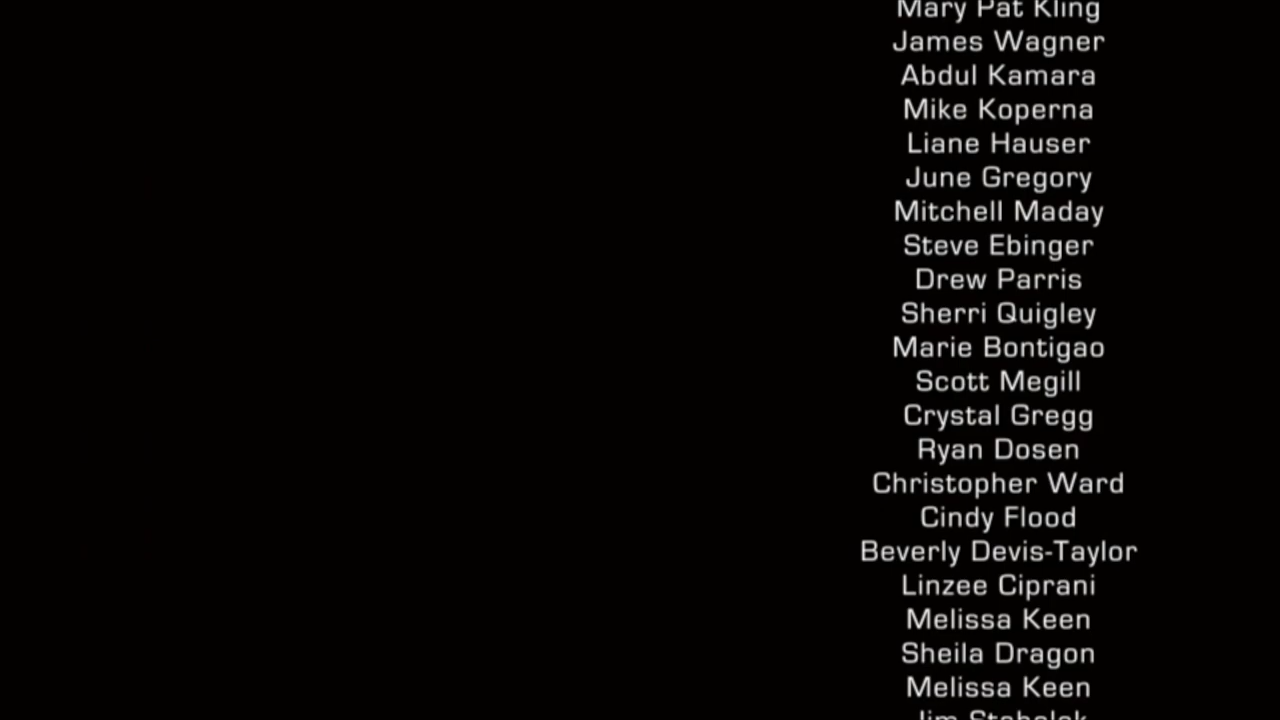 Mary Pat Kling
James Wagner
Abdul Kamara
Mike Koperna
Liane Hauser
June Gregory
Mitchell Maday
Steve Ebinger
Drew Parris
Sherri Quigley
Marie Bontigao
Scott Megill
Crystal Gregg
Ryan Dosen
Christopher Ward
Cindy Flood
Beverly Devis-Taylor
Linzee Ciprani
Melissa Keen
Sheila Dragon
Melissa Keen
Jim